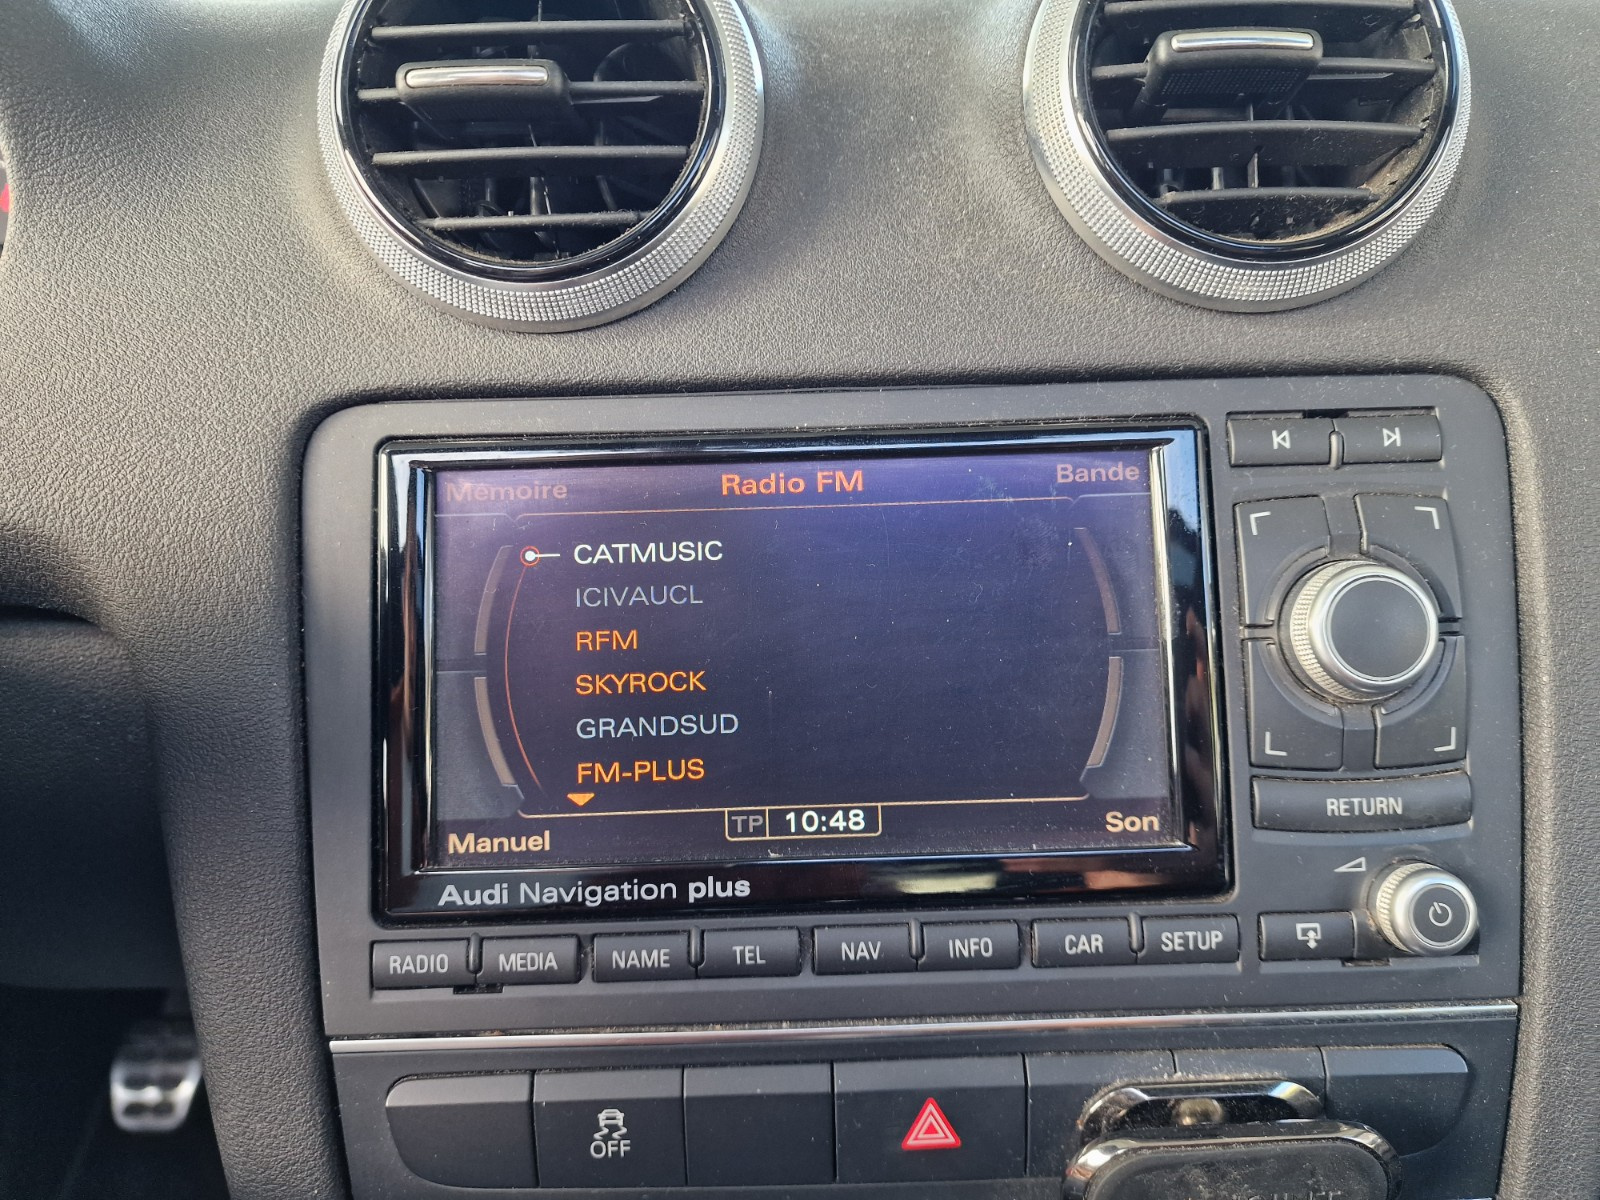 Mémoire Radio FM Bande
CATMUSIC
ICIVAUCL
RFM
SKYROCK
GRANDSUD
FM-PLUS
Manuel TP 10:48 Son
Audi Navigation plus
RETURN
RADIO MEDIA NAME TEL NAV INFO CAR SETUP
OFF